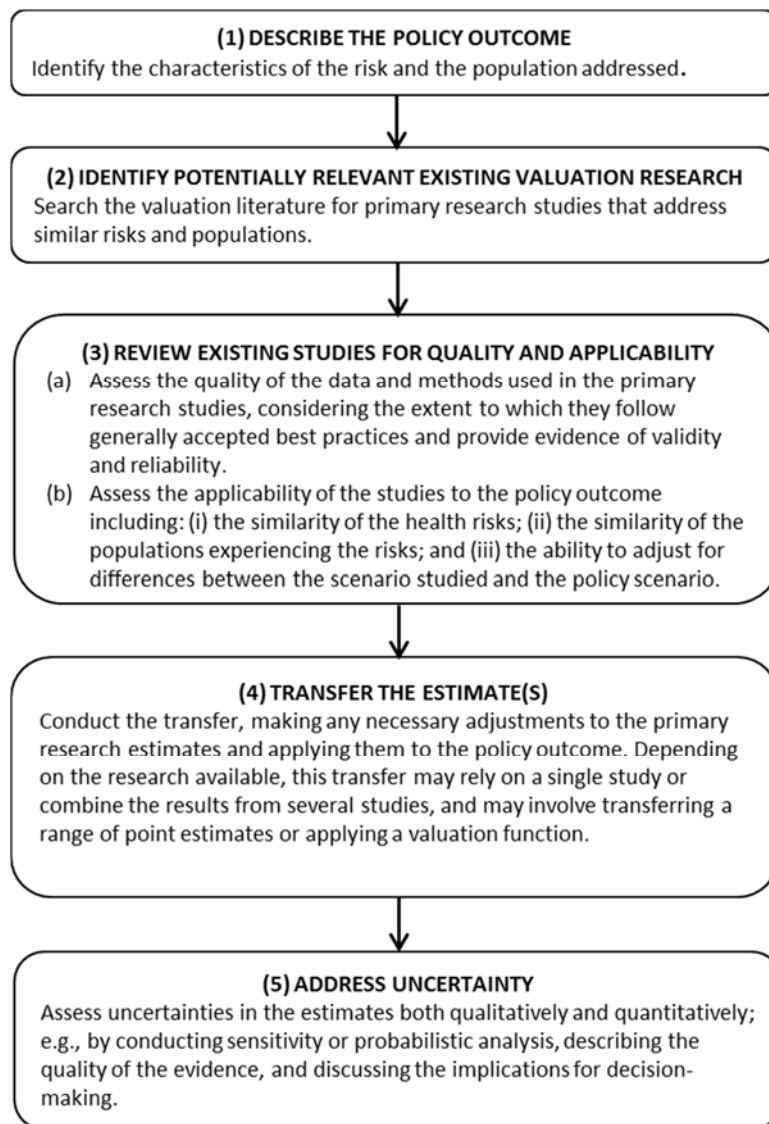 (1) DESCRIBE THE POLICY OUTCOME
Identify the characteristics of the risk and the population addressed.
(2) IDENTIFY POTENTIALLY RELEVANT EXISTING VALUATION RESEARCH
Search the valuation literature for primary research studies that address
similar risks and populations.
(3) REVIEW EXISTING STUDIES FOR QUALITY AND APPLICABILITY
(a) Assess the quality of the data and methods used in the primary
research studies, considering the extent to which they follow
generally accepted best practices and provide evidence of validity
and reliability.
(b) Assess the applicability of the studies to the policy outcome
including: (i) the similarity of the health risks; (ii) the similarity of the
populations experiencing the risks; and (iii) the ability to adjust for
differences between the scenario studied and the policy scenario.
(4) TRANSFER THE ESTIMATE(S)
Conduct the transfer, making any necessary adjustments to the primary
research estimates and applying them to the policy outcome. Depending
on the research available, this transfer may rely on a single study or
combine the results from several studies, and may involve transferring a
range of point estimates or applying a valuation function.
(5) ADDRESS UNCERTAINTY
Assess uncertainties in the estimates both qualitatively and quantitatively;
e.g., by conducting sensitivity or probabilistic analysis, describing the
quality of the evidence, and discussing the implications for decision-
making.